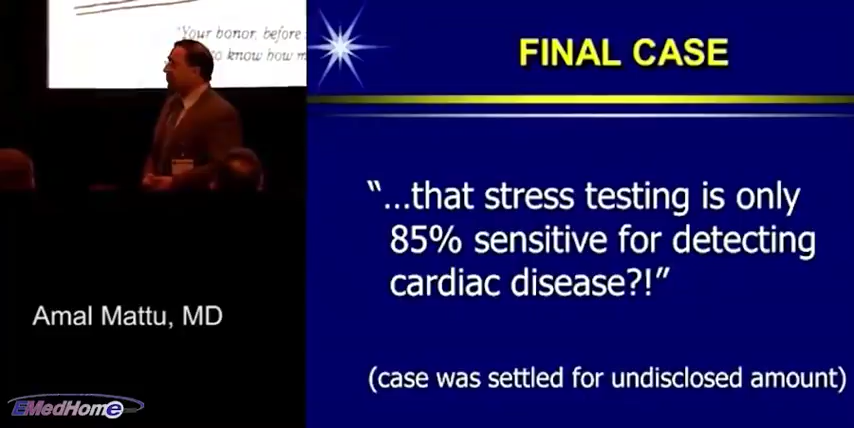 "Your honor, before
to know how m
FINAL CASE
"...that stress testing is only
85% sensitive for detecting
cardiac disease?!"
Amal Mattu, MD
(case was settled for undisclosed amount)
EMedHome